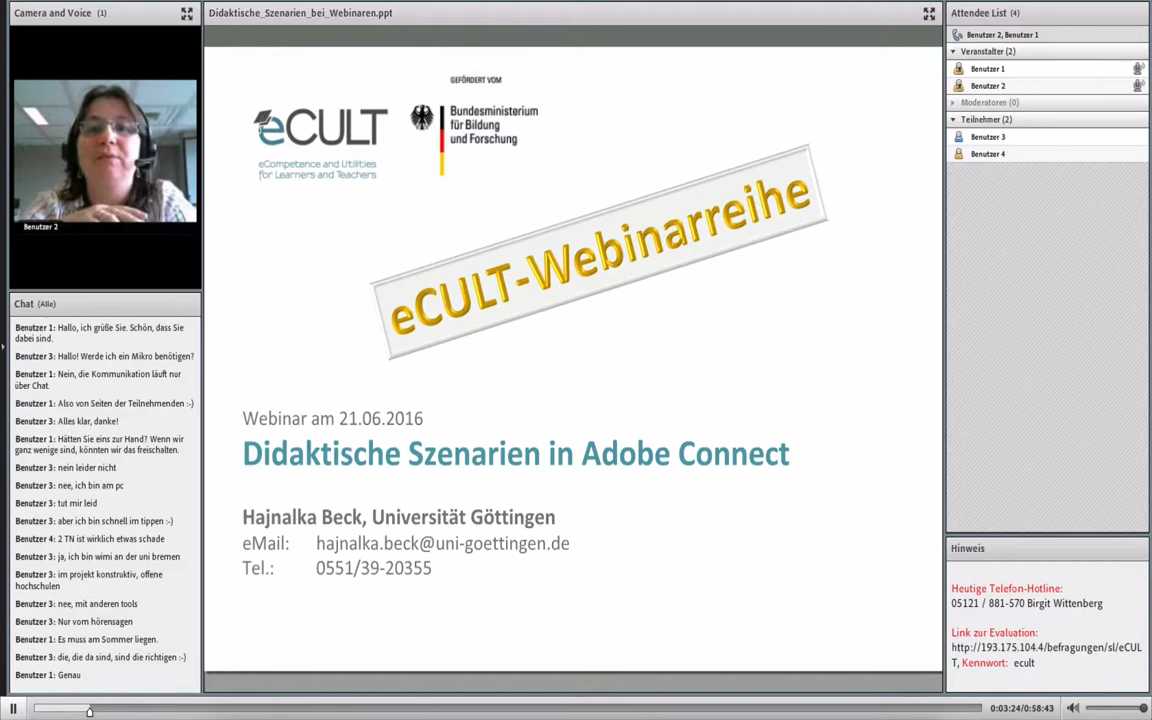 Camera and Voice (1)
Benutzer 2
Chat (Alle)
Benutzer 1: Hallo, ich grüße Sie. Schön, dass Sie
dabei sind.
Benutzer 3: Hallo! Werde ich ein Mikro benötigen?
Benutzer 1: Nein, die Kommunikation läuft nur
über Chat.
Benutzer 1: Also von Seiten der Teilnehmenden :-)
Benutzer 3: Alles klar, danke!
Benutzer 1: Hätten Sie eins zur Hand? Wenn wir
ganz wenige sind, könnten wir das freischalten.
Benutzer 3: nein leider nicht
Benutzer 3: nee, ich bin am pc
Benutzer 3: tut mir leid
Benutzer 3: aber ich bin schnell im tippen :-)
Benutzer 4: 2 TN ist wirklich etwas schade
Benutzer 3: ja, ich bin wimi an der uni bremen
Benutzer 3: im projekt konstruktiv, offene
hochschulen
Benutzer 3: nee, mit anderen tools
Benutzer 3: Nur vom hörensagen
Benutzer 1: Es muss am Sommer liegen.
Benutzer 3: die, die da sind, sind die richtigen :-)
Benutzer 1: Genau
Didaktische_Szenarien_bei_Webinaren.ppt
eCULT
eCompetence and Utilities
for Learners and Teachers
GEFÖRDERT VOM
Bundesministerium
für Bildung
und Forschung
eCULT-Webinarreihe
Webinar am 21.06.2016
Didaktische Szenarien in Adobe Connect
Hajnalka Beck, Universität Göttingen
eMail: hajnalka.beck@uni-goettingen.de
Tel.: 0551/39-20355
Attendee List (4)
Benutzer 2, Benutzer 1
Veranstalter (2)
Benutzer 1
Benutzer 2
Moderatoren (0)
Teilnehmer (2)
Benutzer 3
Benutzer 4
Hinweis
Heutige Telefon-Hotline:
05121 / 881-570 Birgit Wittenberg
Link zur Evaluation:
http://193.175.104.4/befragungen/sl/eCUL
T, Kennwort: ecult
0:03:24/0:58:43